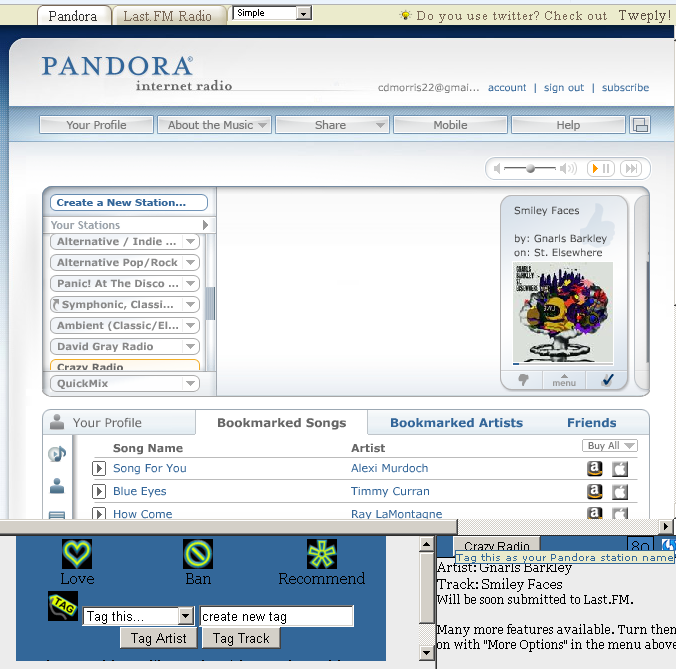 Pandora
Last.FM Radio
Simple
Do you use twitter? Check out Tweply!
PANDORA®
internet radio
cdmorris22@gmai... account | sign out | subscribe
Your Profile
About the Music
Share
Mobile
Help
Create a New Station...
Your Stations
Alternative / Indie ...
Alternative Pop/Rock
Panic! At The Disco ...
Symphonic, Classi...
Ambient (Classic/El...
David Gray Radio
Crazy Radio
QuickMix
Smiley Faces
by: Gnarls Barkley
on: St. Elsewhere
GNARLS
BARKLEY
ST.
ELSEWHERE
menu
Your Profile
Bookmarked Songs
Bookmarked Artists
Friends
Song Name
Artist
Buy All
Song For You
Alexi Murdoch
Blue Eyes
Timmy Curran
How Come
Ray LaMontagne
Love
Ban
Recommend
TAG
Tag this...
create new tag
Tag Artist
Tag Track
Crazy Radio
80
Tag this as your Pandora station name
Artist: Gnarls Barkley
Track: Smiley Faces
Will be soon submitted to Last.FM.
Many more features available. Turn them
on with "More Options" in the menu above